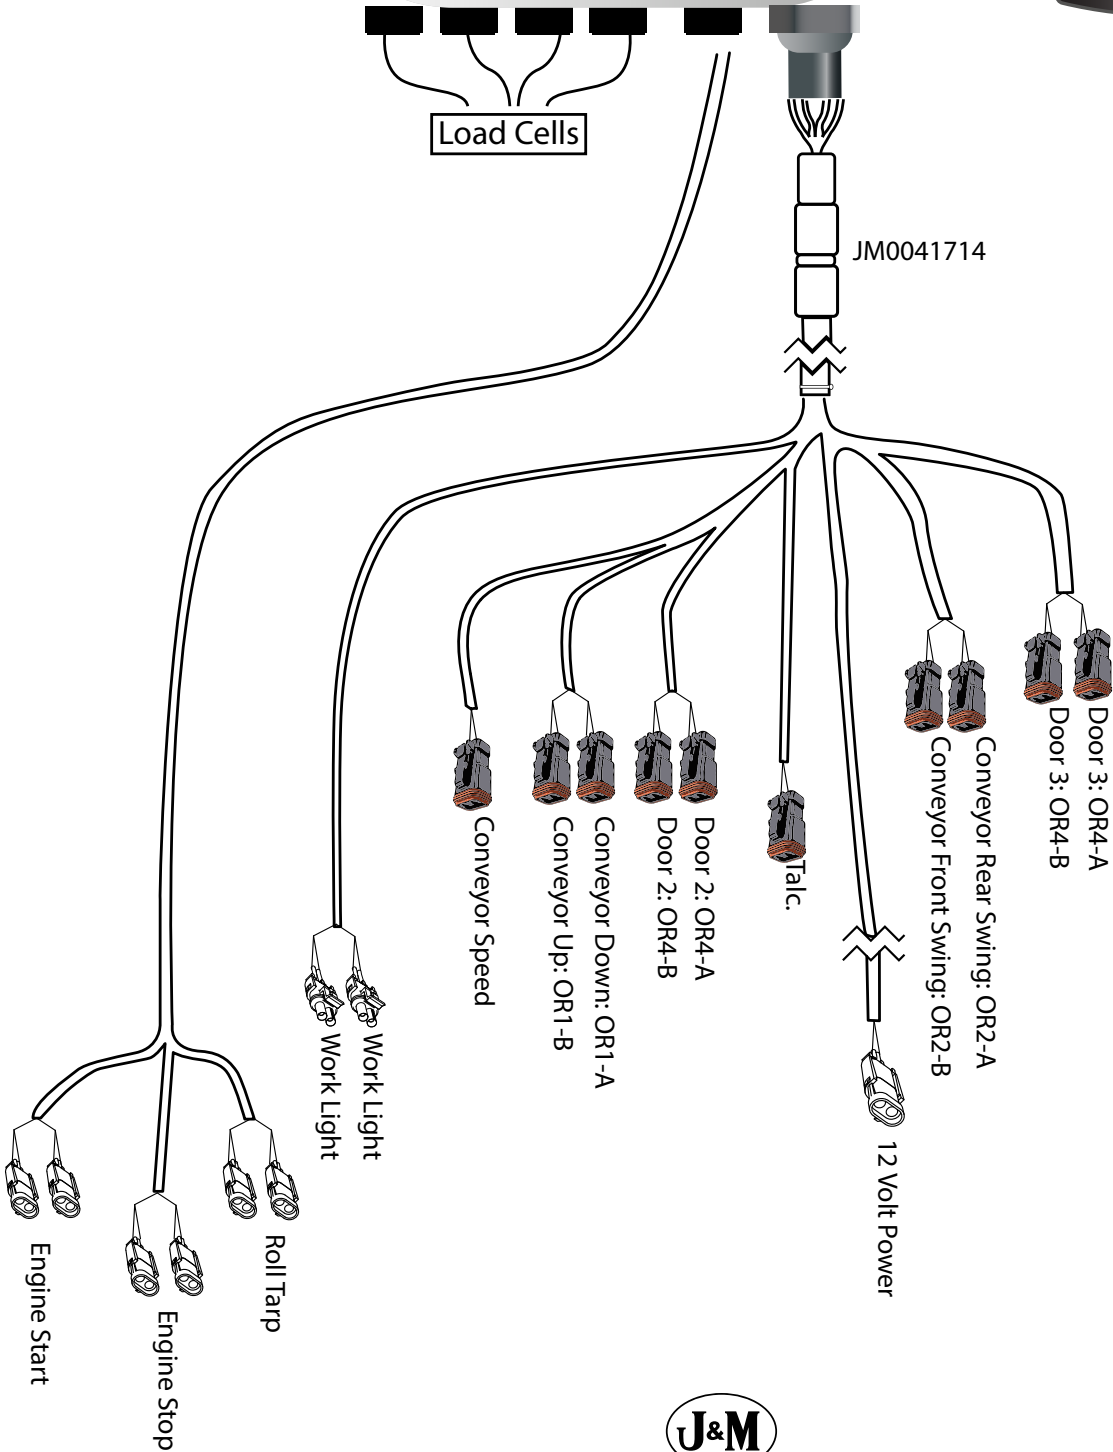 Load Cells
JM0041714
Door 3: OR4-A
Door 3: OR4-B
Conveyor Rear Swing: OR2-A
Conveyor Front Swing: OR2-B
12 Volt Power
Talc.
Door 2: OR4-A
Door 2: OR4-B
Conveyor Down: OR1-A
Conveyor Up: OR1-B
Conveyor Speed
Work Light
Work Light
Roll Tarp
Engine Stop
Engine Start
J&M